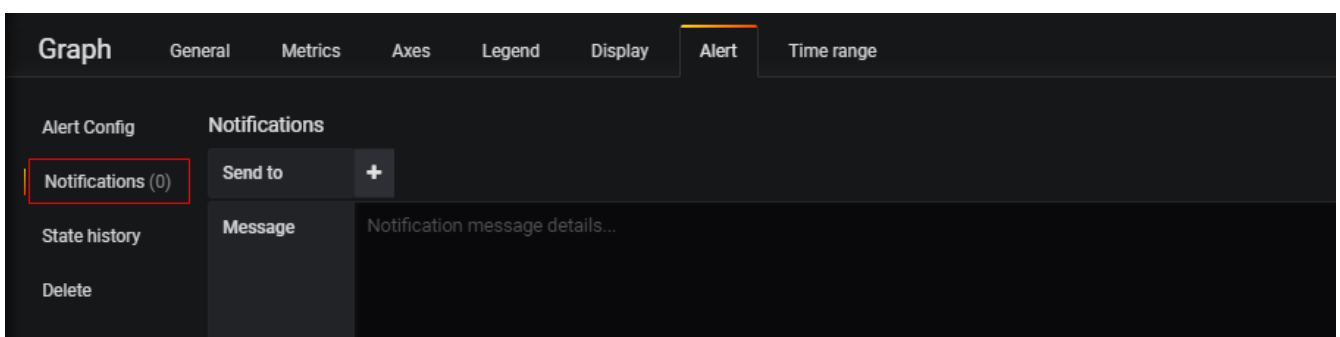 Graph General Metrics Axes Legend Display Alert Time range
Alert Config
Notifications (0)
State history
Delete
Notifications
Send to +
Message Notification message details...